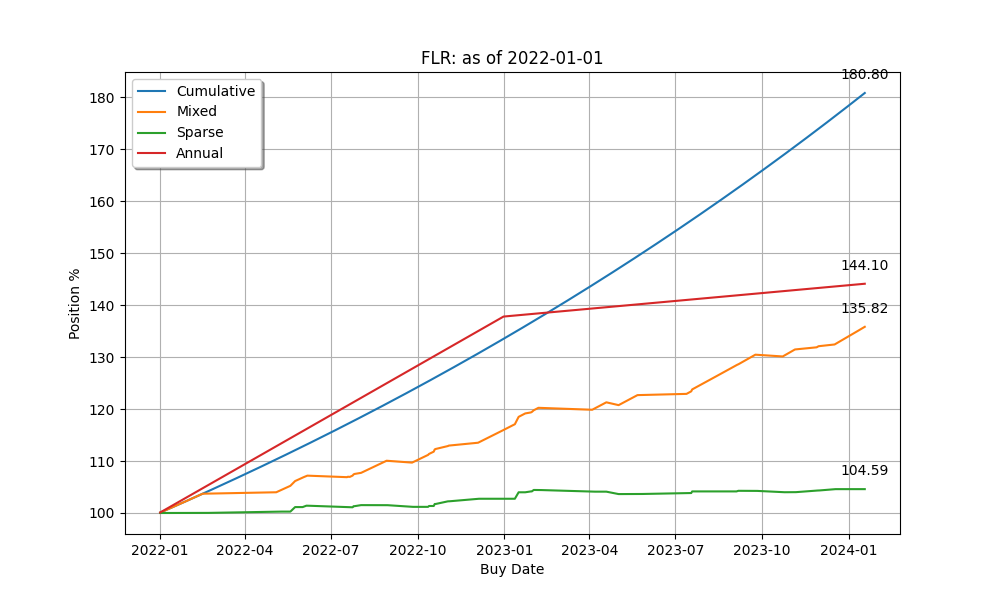 FLR: as of 2022-01-01
180.80
Cumulative
Mixed
Sparse
Annual
144.10
135.82
104.59
180
170
160
150
140
130
120
110
100
Position %
2022-01 2022-04 2022-07 2022-10 2023-01 2023-04 2023-07 2023-10 2024-01
Buy Date